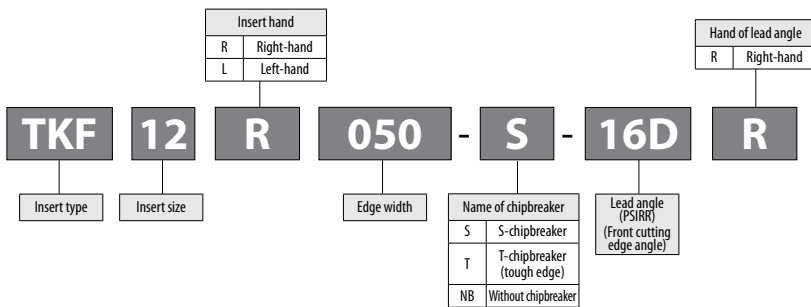 Insert hand
R Right-hand
L Left-hand
Hand of lead angle
R Right-hand
TKF 12 R 050 - S - 16D R
Insert type
Insert size
Edge width
Name of chipbreaker
S S-chipbreaker
T T-chipbreaker
(tough edge)
NB Without chipbreaker
Lead angle
(PSIRR)
(Front cutting
edge angle)